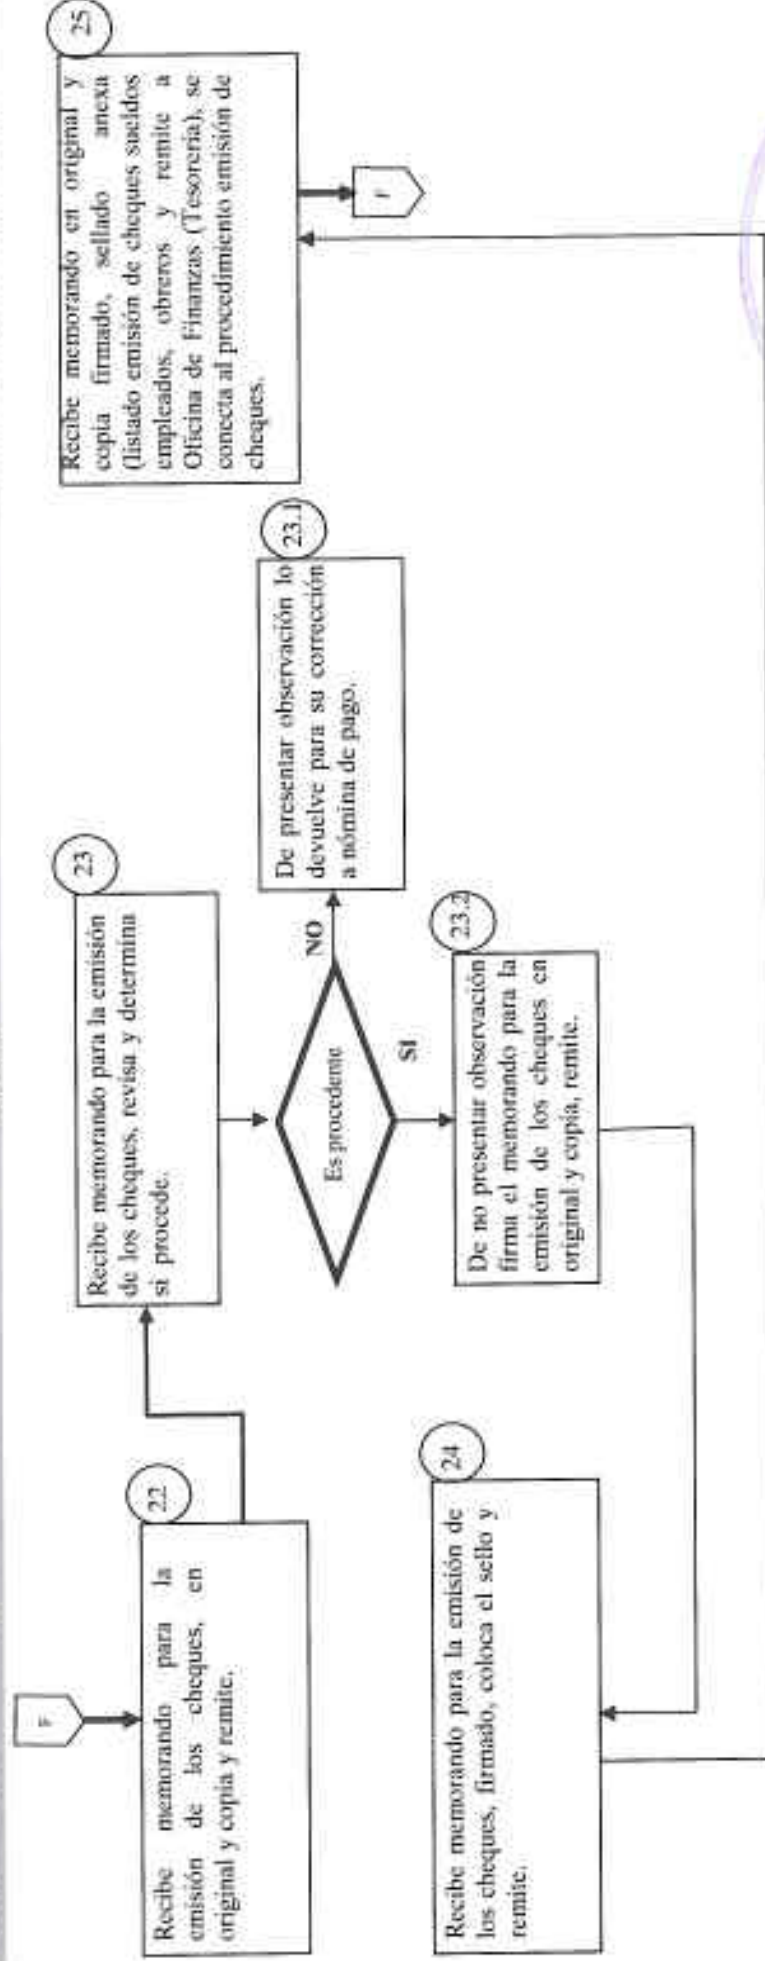 F
22
Recibe memorando para la
emisión de los cheques, en
original y copia y remite.
23
Recibe memorando para la emisión
de los cheques, revisa y determina
si procede.
Es procedente
NO
SI
23.1
De presentar observación lo
devuelve para su corrección
a nómina de pago.
23.2
De no presentar observación
firma el memorando para la
emisión de los cheques en
original y copia, remite.
24
Recibe memorando para la emisión de
los cheques, firmado, coloca el sello y
remite.
25
Recibe memorando en original y
copia firmado, sellado anexa
(listado emisión de cheques sueldos
empleados, obreros y remite a
Oficina de Finanzas (Tesorería), se
conecta al procedimiento emisión de
cheques.
F